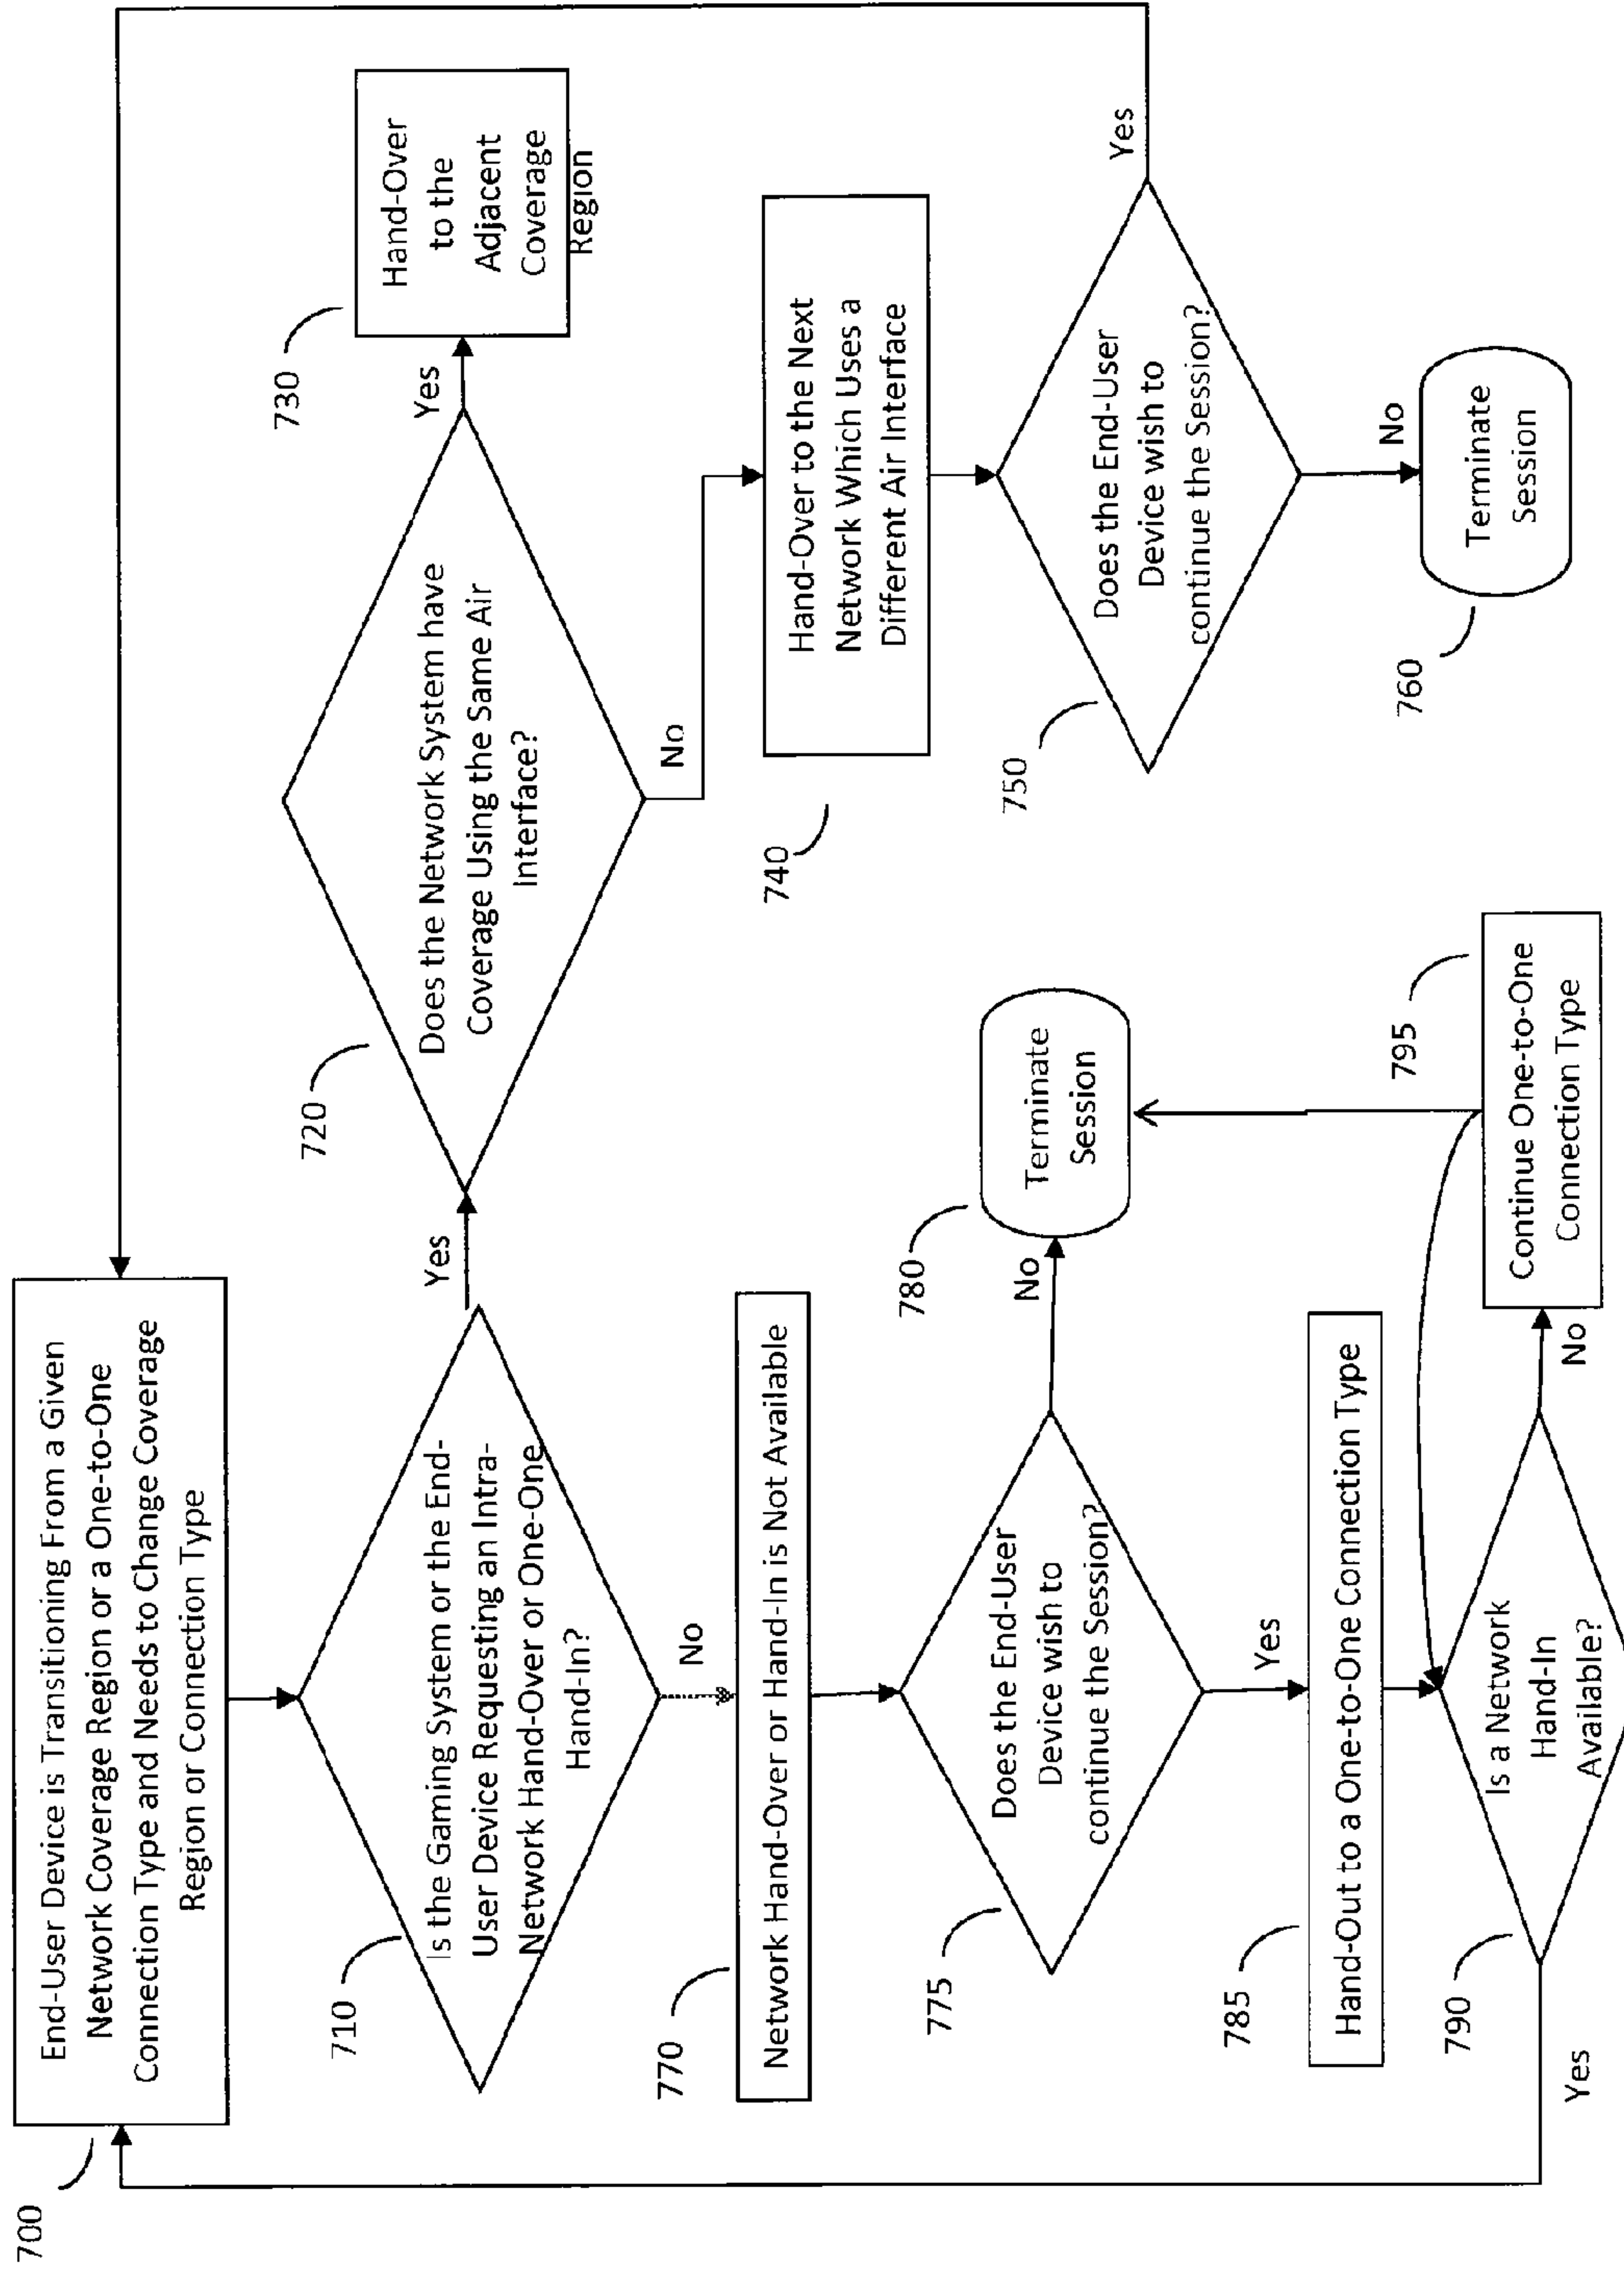 700
End-User Device is Transitioning From a Given
Network Coverage Region or a One-to-One
Connection Type and Needs to Change Coverage
Region or Connection Type
710
Is the Gaming System or the End-
User Device Requesting an Intra-
Network Hand-Over or One-One
Hand-In?
Yes
No
720
Does the Network System have
Coverage Using the Same Air
Interface?
Yes
No
730
Hand-Over
to the
Adjacent
Coverage
Region
740
Hand-Over to the Next
Network Which Uses a
Different Air Interface
750
Does the End-User
Device wish to
continue the Session?
Yes
No
760
Terminate
Session
770
Network Hand-Over or Hand-In is Not Available
775
Does the End-User
Device wish to
continue the Session?
No
Yes
780
Terminate
Session
785
Hand-Out to a One-to-One Connection Type
790
Is a Network
Hand-In
Available?
Yes
No
795
Continue One-to-One
Connection Type